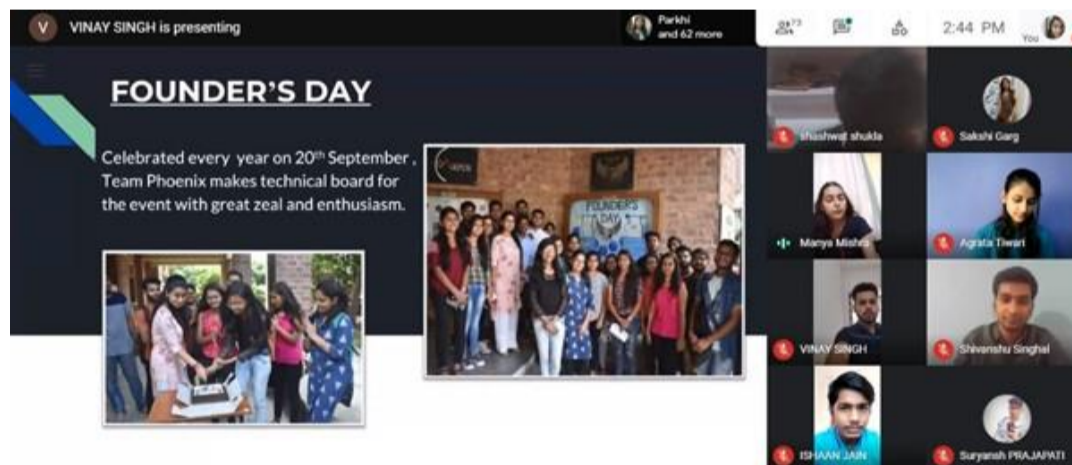 V
VINAY SINGH is presenting
Parkhi
and 62 more
73
2:44 PM
You
FOUNDER'S DAY
Celebrated every year on 20th September ,
Team Phoenix makes technical board for
the event with great zeal and enthusiasm.
FOUNDER'S
DAY
shashwat shukla
Sakshi Garg
Manya Mishra
Agrata Tiwari
VINAY SINGH
Shivanshu Singhal
ISHAAN JAIN
Suryansh PRAJAPATI